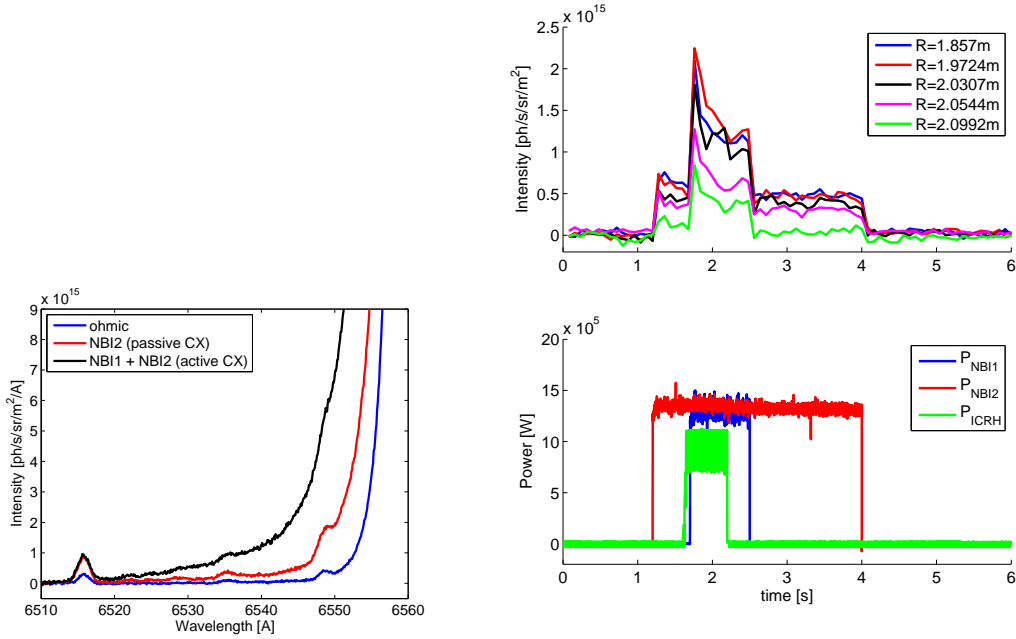 x 10^15
3
2.5
2
1.5
1
0.5
0
Intensity [ph/s/sr/m^2]
R=1.857m
R=1.9724m
R=2.0307m
R=2.0544m
R=2.0992m
0 1 2 3 4 5 6
x 10^15
9
8
7
6
5
4
3
2
1
0
Intensity [ph/s/sr/m^2/A]
ohmic
NBI2 (passive CX)
NBI1 + NBI2 (active CX)
6510 6520 6530 6540 6550 6560
Wavelength [A]
x 10^5
20
15
10
5
0
Power [W]
P_NBI1
P_NBI2
P_ICRH
0 1 2 3 4 5 6
time [s]